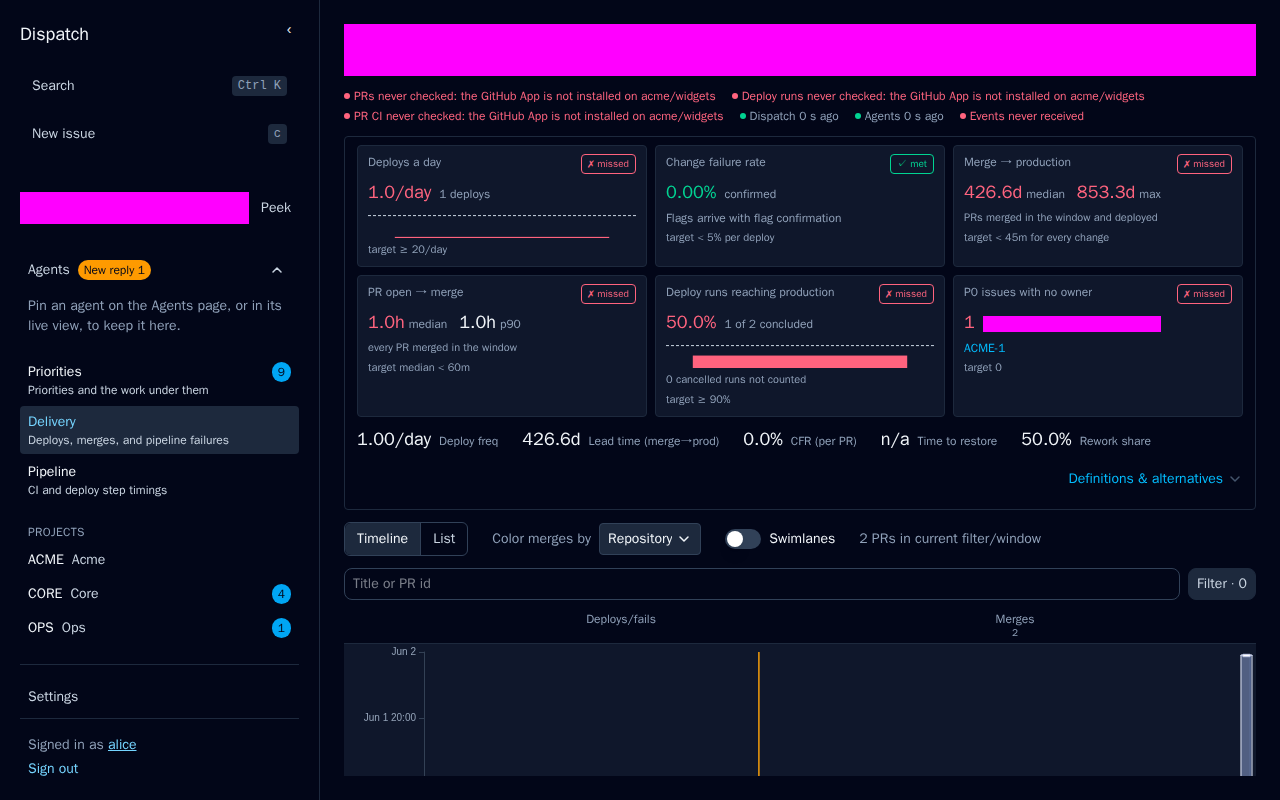 Dispatch
Search Ctrl K
New issue C
Peek
Agents New reply 1
Pin an agent on the Agents page, or in its
live view, to keep it here.
Priorities 9
Priorities and the work under them
Delivery
Deploys, merges, and pipeline failures
Pipeline
CI and deploy step timings
PROJECTS
ACME Acme
CORE Core 4
OPS Ops 1
Settings
Signed in as alice
Sign out
PRs never checked: the GitHub App is not installed on acme/widgets Deploy runs never checked: the GitHub App is not installed on acme/widgets
PR CI never checked: the GitHub App is not installed on acme/widgets Dispatch 0 s ago Agents 0 s ago Events never received
Deploys a day ✗ missed
1.0/day 1 deploys
target ≥ 20/day
Change failure rate ✓ met
0.00% confirmed
Flags arrive with flag confirmation
target < 5% per deploy
Merge → production ✗ missed
426.6d median 853.3d max
PRs merged in the window and deployed
target < 45m for every change
PR open → merge ✗ missed
1.0h median 1.0h p90
every PR merged in the window
target median < 60m
Deploy runs reaching production ✗ missed
50.0% 1 of 2 concluded
0 cancelled runs not counted
target ≥ 90%
P0 issues with no owner ✗ missed
1
ACME-1
target 0
1.00/day Deploy freq 426.6d Lead time (merge→prod) 0.0% CFR (per PR) n/a Time to restore 50.0% Rework share
Definitions & alternatives
Timeline List Color merges by Repository Swimlanes 2 PRs in current filter/window
Title or PR id Filter · 0
Deploys/fails Merges
2
Jun 2
Jun 1 20:00